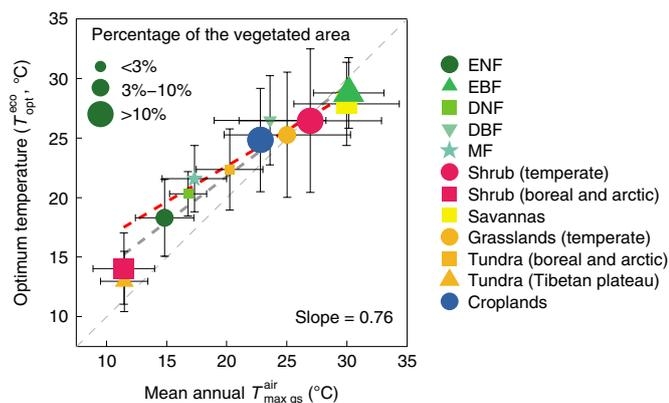 Percentage of the vegetated area
<3%
3%–10%
>10%
35
30
25
20
15
10
Optimum temperature (T eco opt, °C)
Slope = 0.76
10 15 20 25 30 35
Mean annual T air max gs (°C)
ENF
EBF
DNF
DBF
MF
Shrub (temperate)
Shrub (boreal and arctic)
Savannas
Grasslands (temperate)
Tundra (boreal and arctic)
Tundra (Tibetan plateau)
Croplands